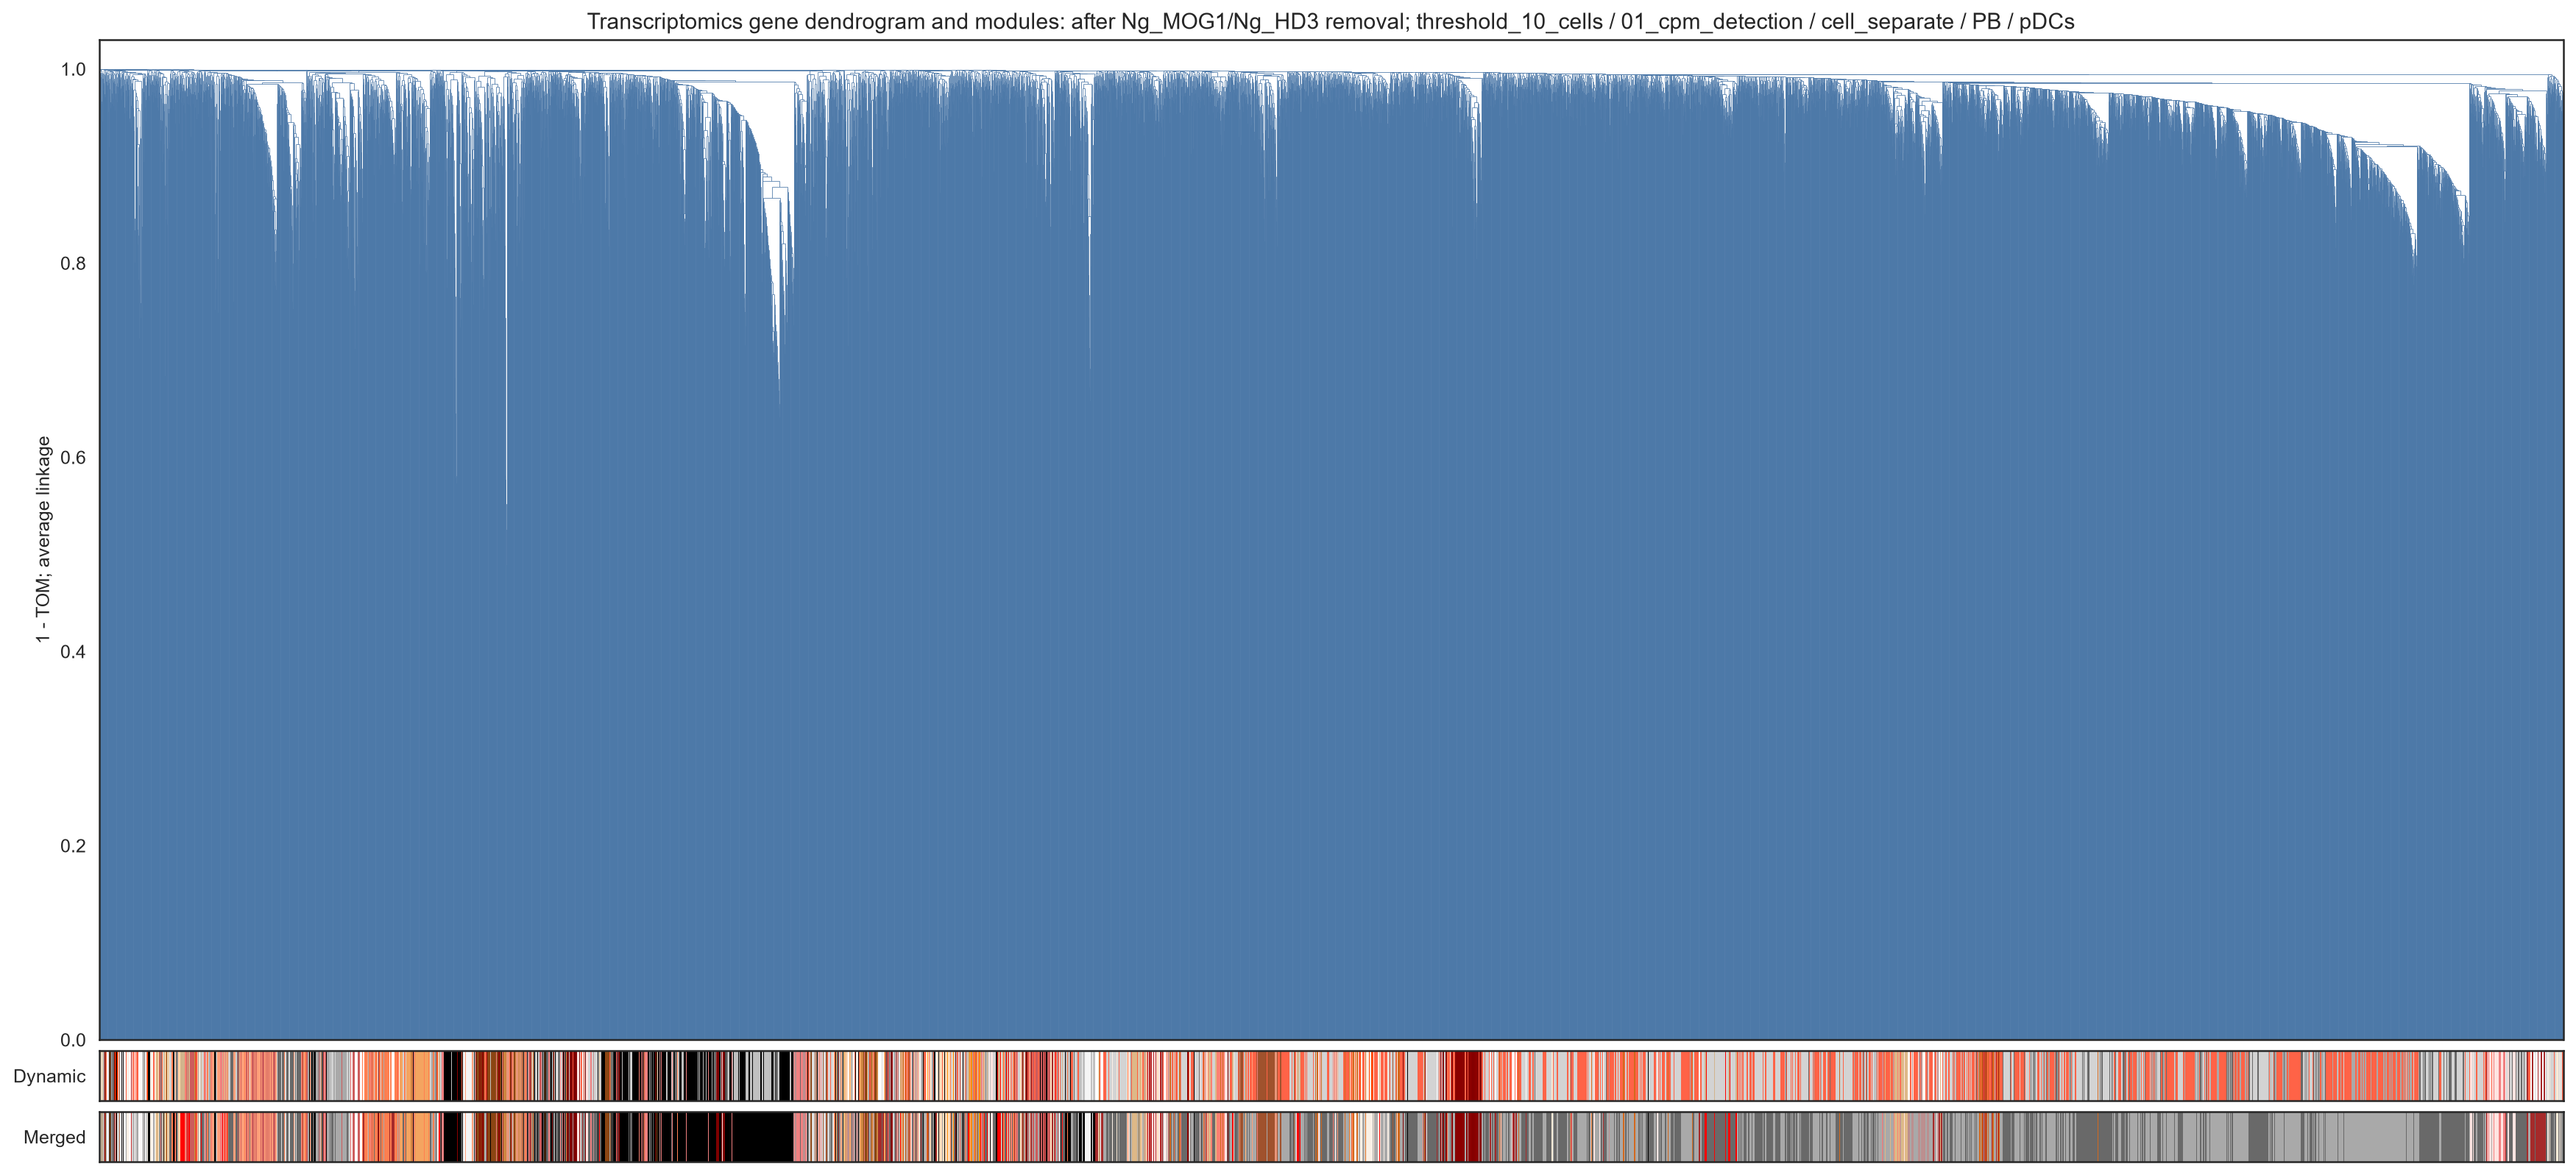 Transcriptomics gene dendrogram and modules: after Ng_MOG1/Ng_HD3 removal; threshold_10_cells / 01_cpm_detection / cell_separate / PB / pDCs
1.0
0.8
0.6
0.4
0.2
0.0
1 - TOM; average linkage
Dynamic
Merged